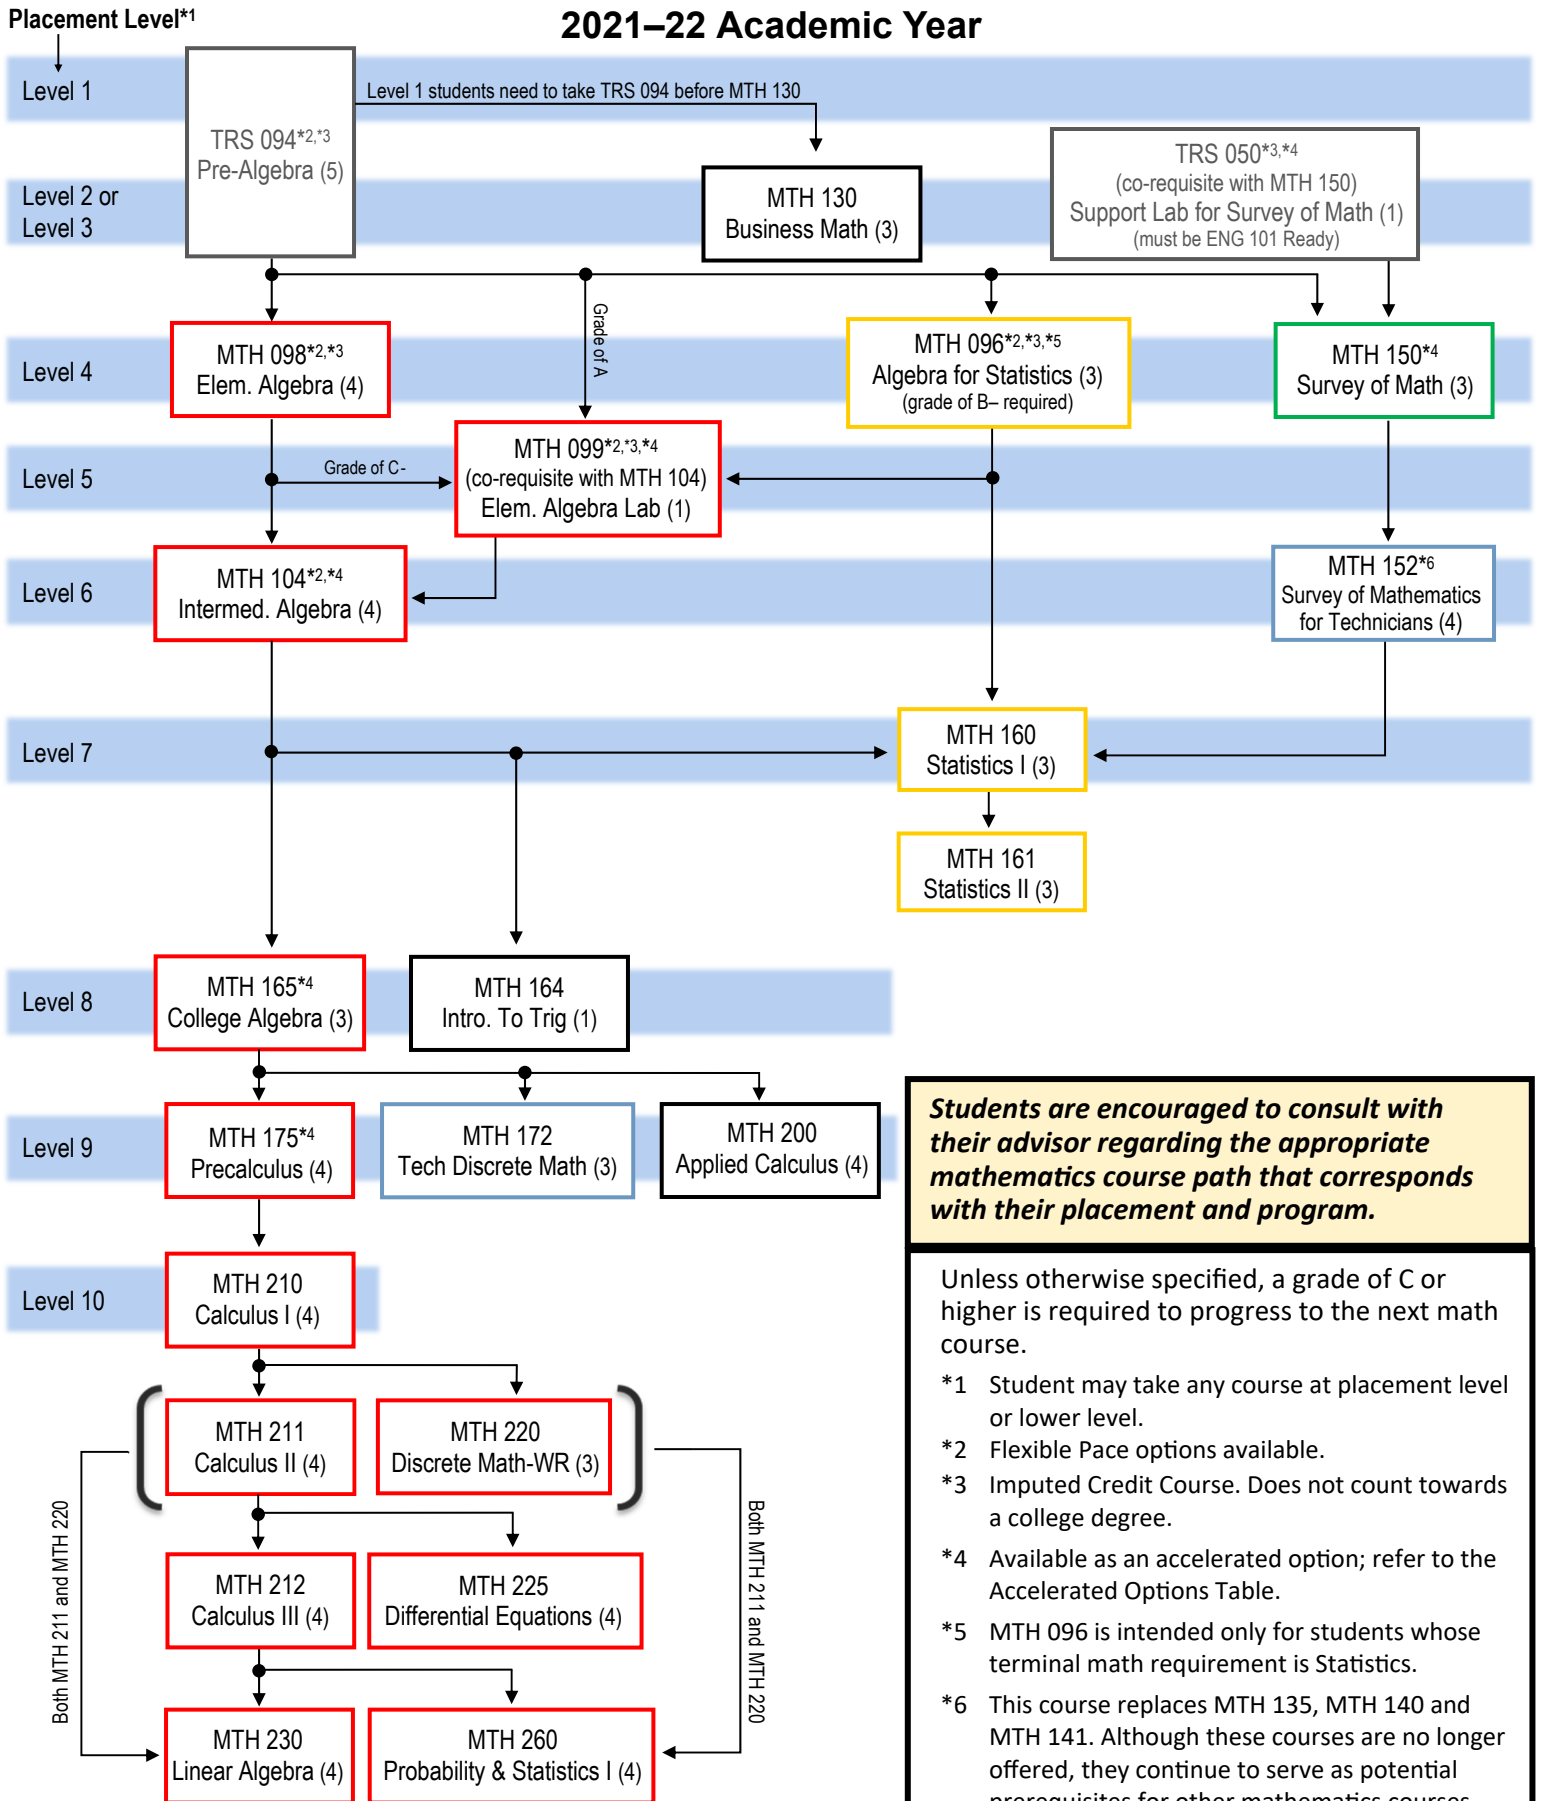 Placement Level*1
2021–22 Academic Year
Level 1
Level 1 students need to take TRS 094 before MTH 130
TRS 094*2,*3
Pre-Algebra (5)
TRS 050*3,*4
(co-requisite with MTH 150)
Support Lab for Survey of Math (1)
(must be ENG 101 Ready)
Level 2 or
Level 3
MTH 130
Business Math (3)
Grade of A
Level 4
MTH 098*2,*3
Elem. Algebra (4)
MTH 096*2,*3,*5
Algebra for Statistics (3)
(grade of B– required)
MTH 150*4
Survey of Math (3)
Level 5
Grade of C-
MTH 099*2,*3,*4
(co-requisite with MTH 104)
Elem. Algebra Lab (1)
Level 6
MTH 104*2,*4
Intermed. Algebra (4)
MTH 152*6
Survey of Mathematics
for Technicians (4)
Level 7
MTH 160
Statistics I (3)
MTH 161
Statistics II (3)
Level 8
MTH 165*4
College Algebra (3)
MTH 164
Intro. To Trig (1)
Level 9
MTH 175*4
Precalculus (4)
MTH 172
Tech Discrete Math (3)
MTH 200
Applied Calculus (4)
Level 10
MTH 210
Calculus I (4)
MTH 211
Calculus II (4)
MTH 220
Discrete Math-WR (3)
Both MTH 211 and MTH 220
Both MTH 211 and MTH 220
MTH 212
Calculus III (4)
MTH 225
Differential Equations (4)
MTH 230
Linear Algebra (4)
MTH 260
Probability & Statistics I (4)
Students are encouraged to consult with
their advisor regarding the appropriate
mathematics course path that corresponds
with their placement and program.
Unless otherwise specified, a grade of C or
higher is required to progress to the next math
course.
*1 Student may take any course at placement level
or lower level.
*2 Flexible Pace options available.
*3 Imputed Credit Course. Does not count towards
a college degree.
*4 Available as an accelerated option; refer to the
Accelerated Options Table.
*5 MTH 096 is intended only for students whose
terminal math requirement is Statistics.
*6 This course replaces MTH 135, MTH 140 and
MTH 141. Although these courses are no longer
offered, they continue to serve as potential
prerequisites for other mathematics courses